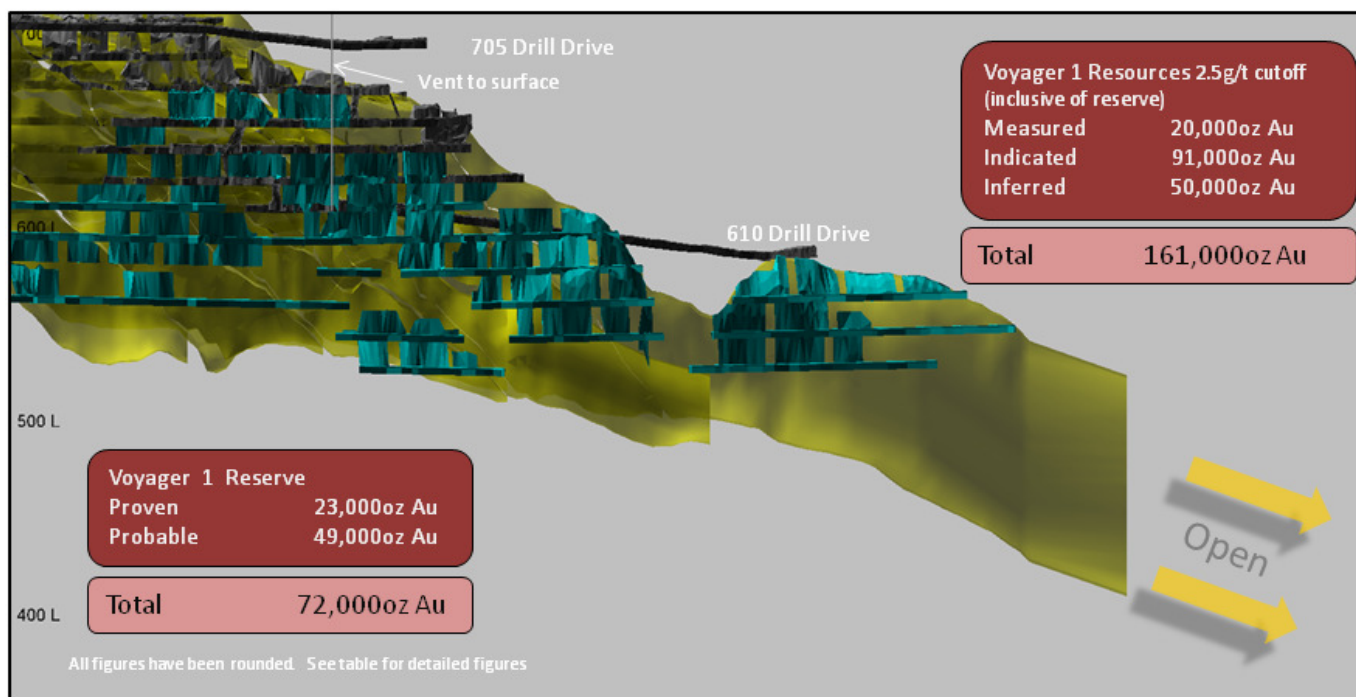 705 Drill Drive
Vent to surface
610 Drill Drive
600 L
500 L
400 L
Voyager 1 Resources 2.5g/t cutoff
(inclusive of reserve)
Measured 20,000oz Au
Indicated 91,000oz Au
Inferred 50,000oz Au
Total 161,000oz Au
Voyager 1 Reserve
Proven 23,000oz Au
Probable 49,000oz Au
Total 72,000oz Au
All figures have been rounded. See table for detailed figures
Open